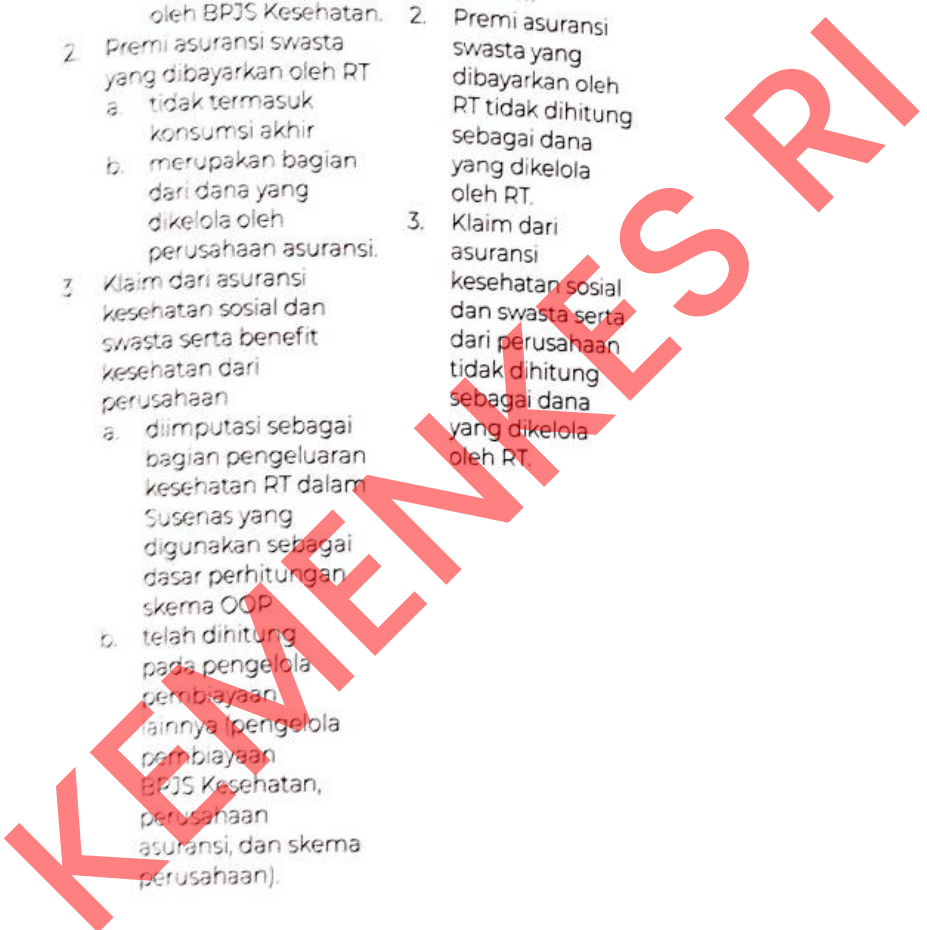 oleh BPJS Kesehatan.
2. Premi asuransi swasta
yang dibayarkan oleh RT
a. tidak termasuk
konsumsi akhir
b. merupakan bagian
dari dana yang
dikelola oleh
perusahaan asuransi.
3. Klaim dari asuransi
kesehatan sosial dan
swasta serta benefit
kesehatan dari
perusahaan
a. diimputasi sebagai
bagian pengeluaran
kesehatan RT dalam
Susenas yang
digunakan sebagai
dasar perhitungan
skema OOP
b. telah dihitung
pada pengelola
pembiayaan
lainnya (pengelola
pembiayaan
BPJS Kesehatan,
perusahaan
asuransi, dan skema
perusahaan).
2. Premi asuransi
swasta yang
dibayarkan oleh
RT tidak dihitung
sebagai dana
yang dikelola
oleh RT.
3. Klaim dari
asuransi
kesehatan sosial
dan swasta serta
dari perusahaan
tidak dihitung
sebagai dana
yang dikelola
oleh RT.
KEMENKES RI